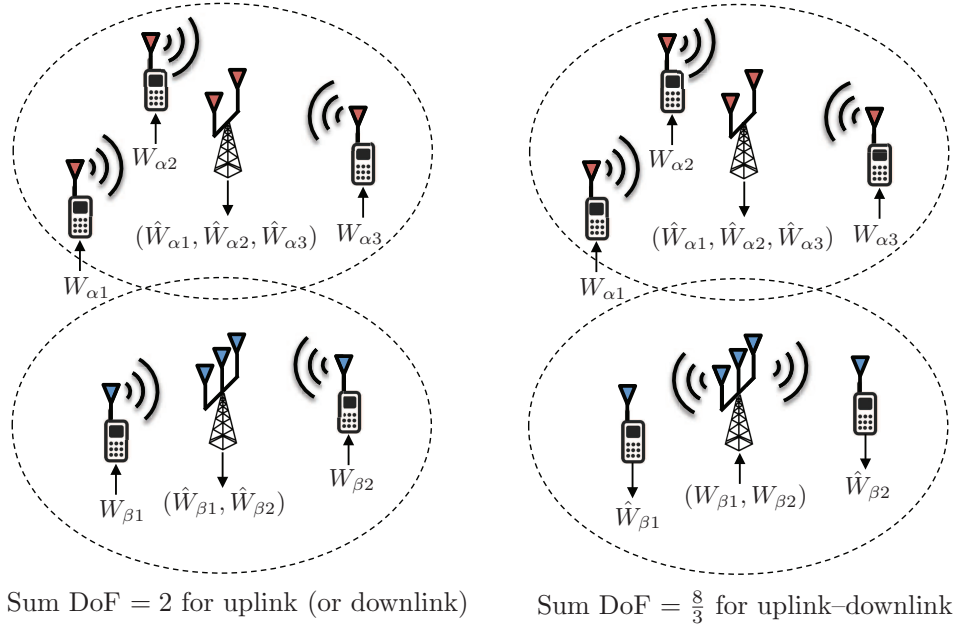 W_{α2}
(Ŵ_{α1}, Ŵ_{α2}, Ŵ_{α3})
W_{α3}
W_{α1}
W_{β1}
(Ŵ_{β1}, Ŵ_{β2})
W_{β2}
Sum DoF = 2 for uplink (or downlink)
W_{α2}
(Ŵ_{α1}, Ŵ_{α2}, Ŵ_{α3})
W_{α3}
W_{α1}
Ŵ_{β1}
(W_{β1}, W_{β2})
Ŵ_{β2}
Sum DoF = 8/3 for uplink–downlink